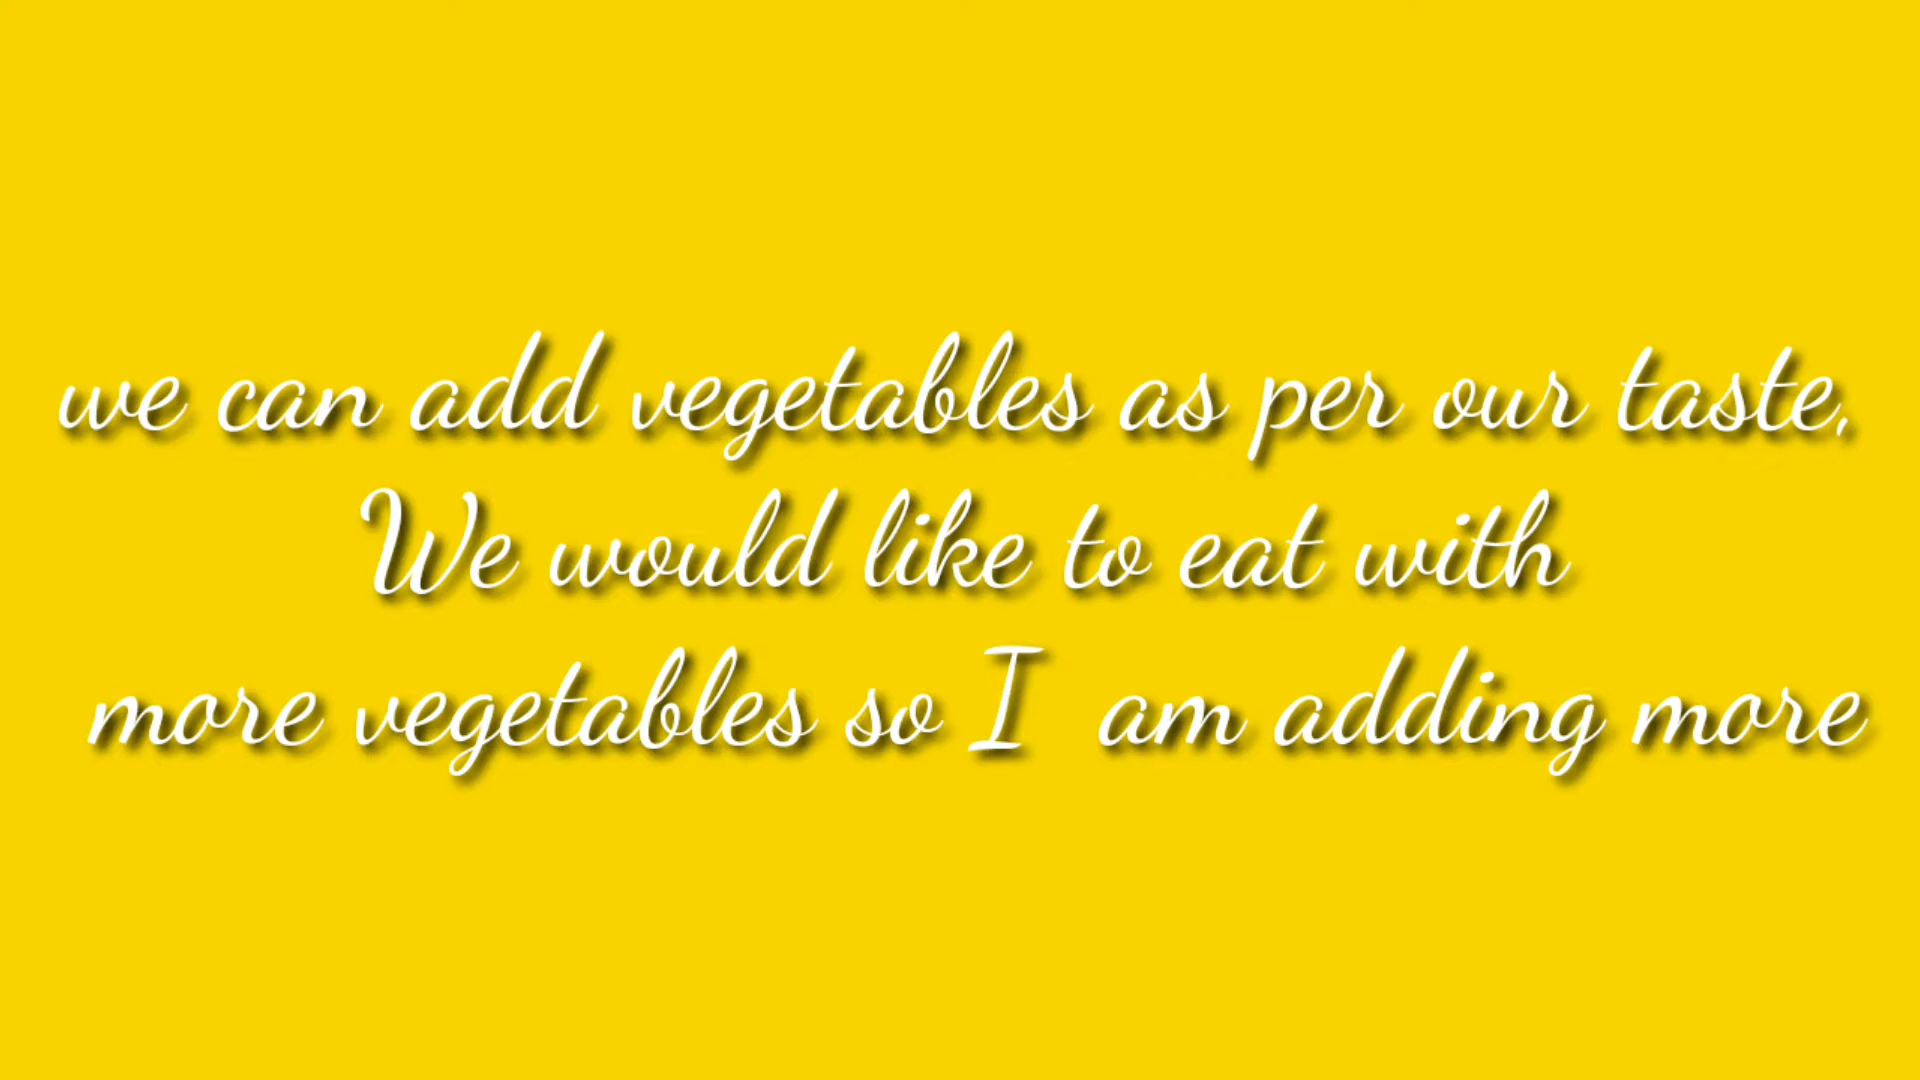 we can add vegetables as per our taste,
We would like to eat with
more vegetables so I  am adding more